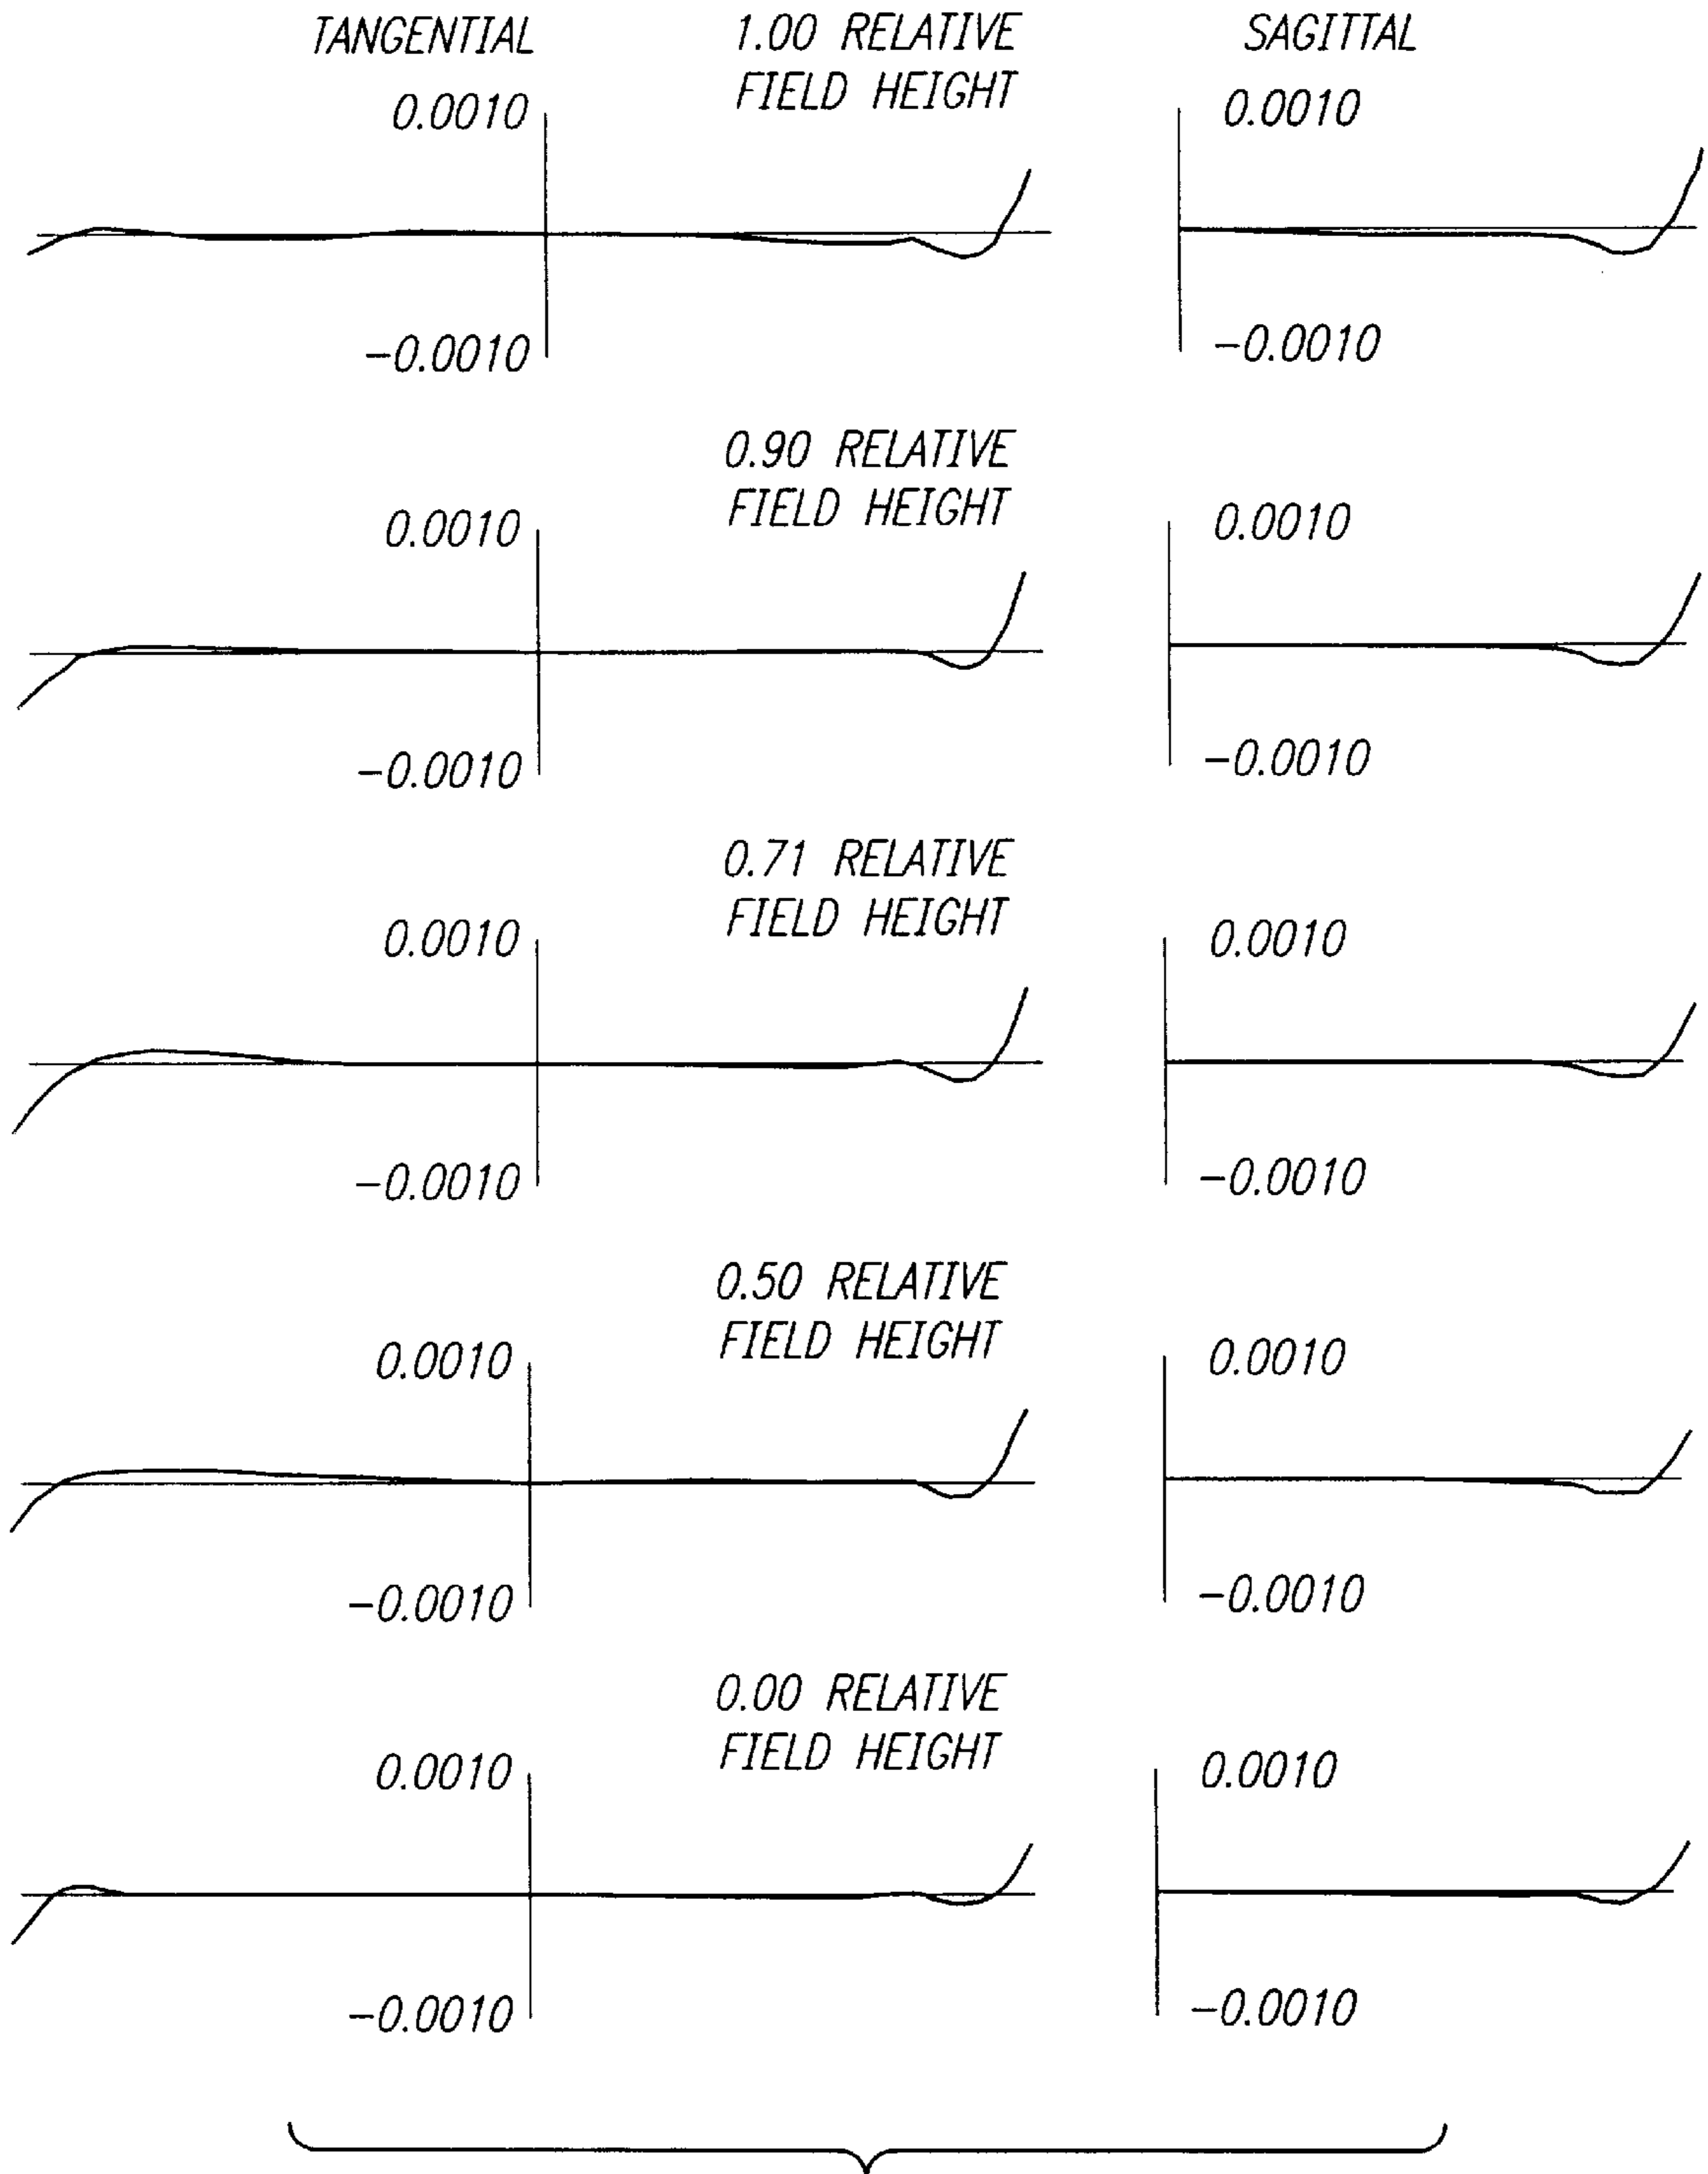 TANGENTIAL
1.00 RELATIVE
FIELD HEIGHT
SAGITTAL
0.0010
0.0010
-0.0010
-0.0010
0.90 RELATIVE
FIELD HEIGHT
0.0010
0.0010
-0.0010
-0.0010
0.71 RELATIVE
FIELD HEIGHT
0.0010
0.0010
-0.0010
-0.0010
0.50 RELATIVE
FIELD HEIGHT
0.0010
0.0010
-0.0010
-0.0010
0.00 RELATIVE
FIELD HEIGHT
0.0010
0.0010
-0.0010
-0.0010